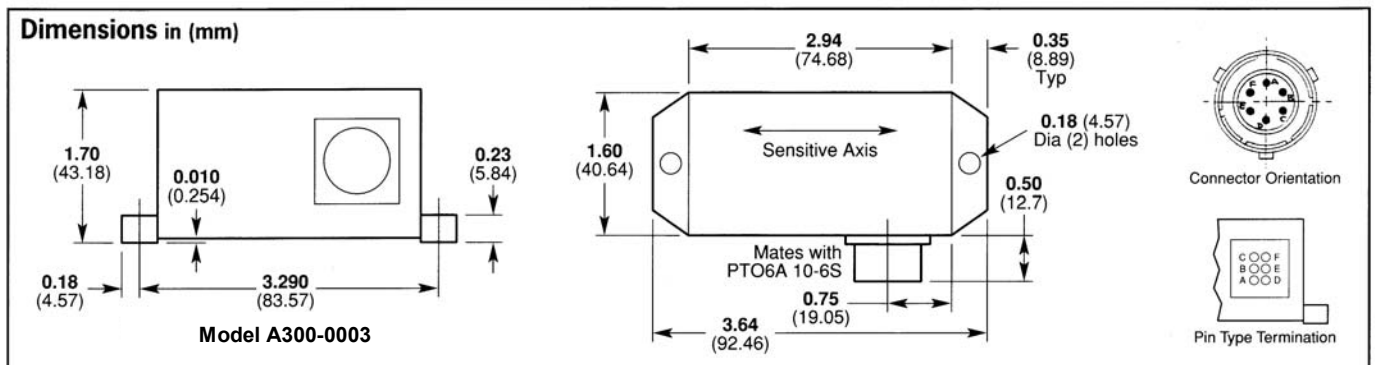 Dimensions in (mm)
1.70
(43.18)
0.010
(0.254)
0.23
(5.84)
0.18
(4.57)
3.290
(83.57)
Model A300-0003
2.94
(74.68)
0.35
(8.89)
Typ
1.60
(40.64)
Sensitive Axis
0.18 (4.57)
Dia (2) holes
0.50
(12.7)
Mates with
PTO6A 10-6S
0.75
(19.05)
3.64
(92.46)
F A
E B
D C
Connector Orientation
C F
B E
A D
Pin Type Termination